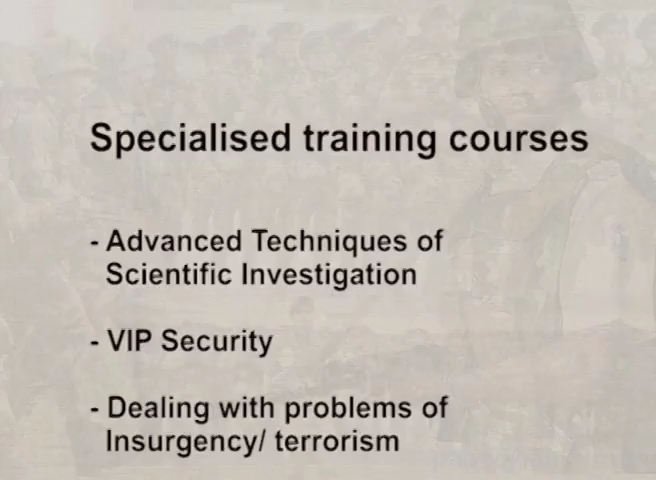 Specialised training courses
- Advanced Techniques of
Scientific Investigation
- VIP Security
- Dealing with problems of
Insurgency/ terrorism